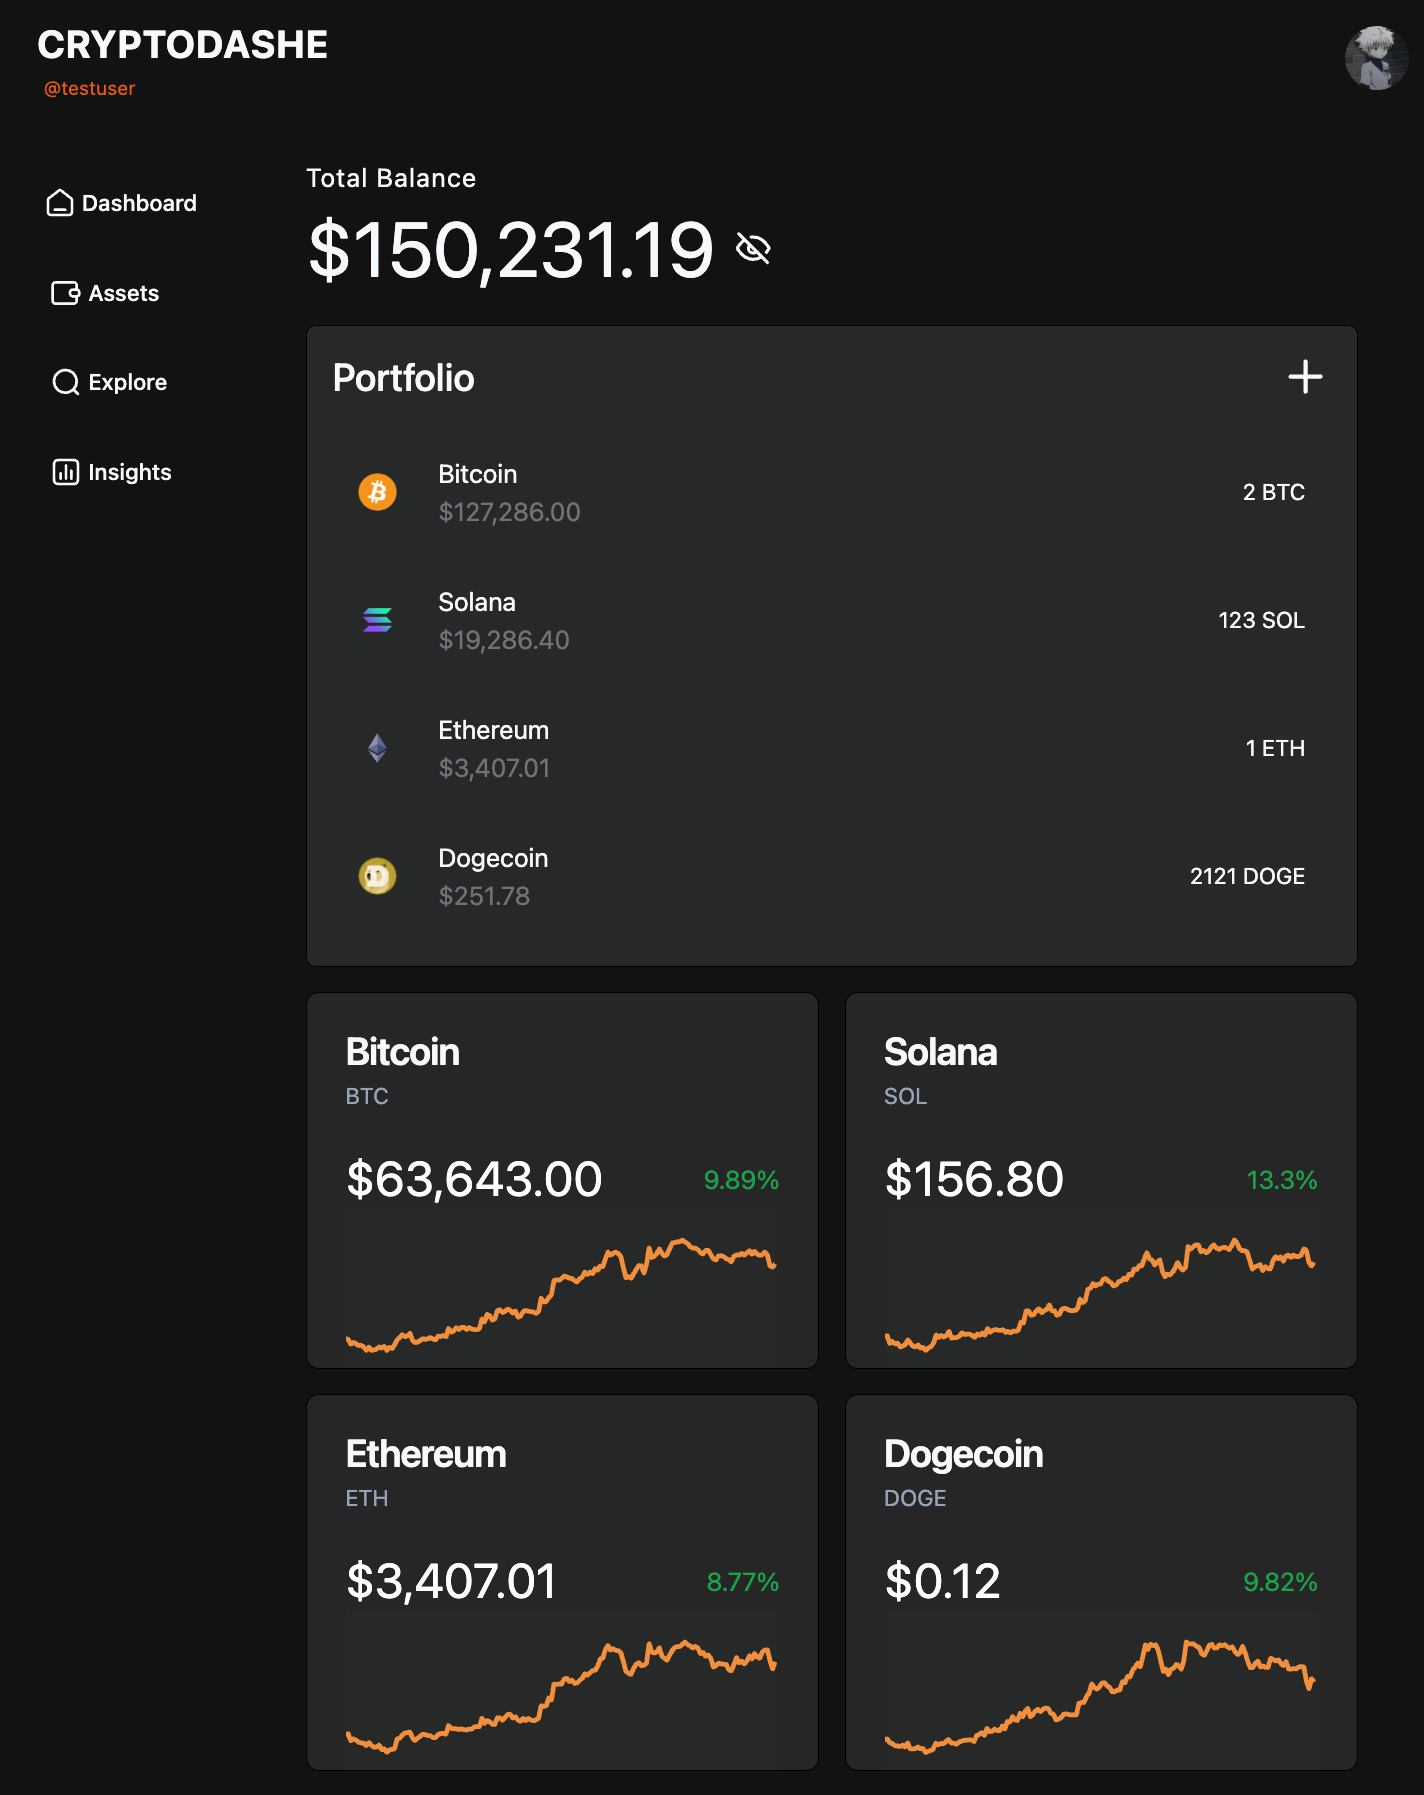 CRYPTODASHE
@testuser
Dashboard
Assets
Explore
Insights
Total Balance
$150,231.19
Portfolio
Bitcoin
$127,286.00
2 BTC
Solana
$19,286.40
123 SOL
Ethereum
$3,407.01
1 ETH
Dogecoin
$251.78
2121 DOGE
Bitcoin
BTC
$63,643.00 9.89%
Solana
SOL
$156.80 13.3%
Ethereum
ETH
$3,407.01 8.77%
Dogecoin
DOGE
$0.12 9.82%